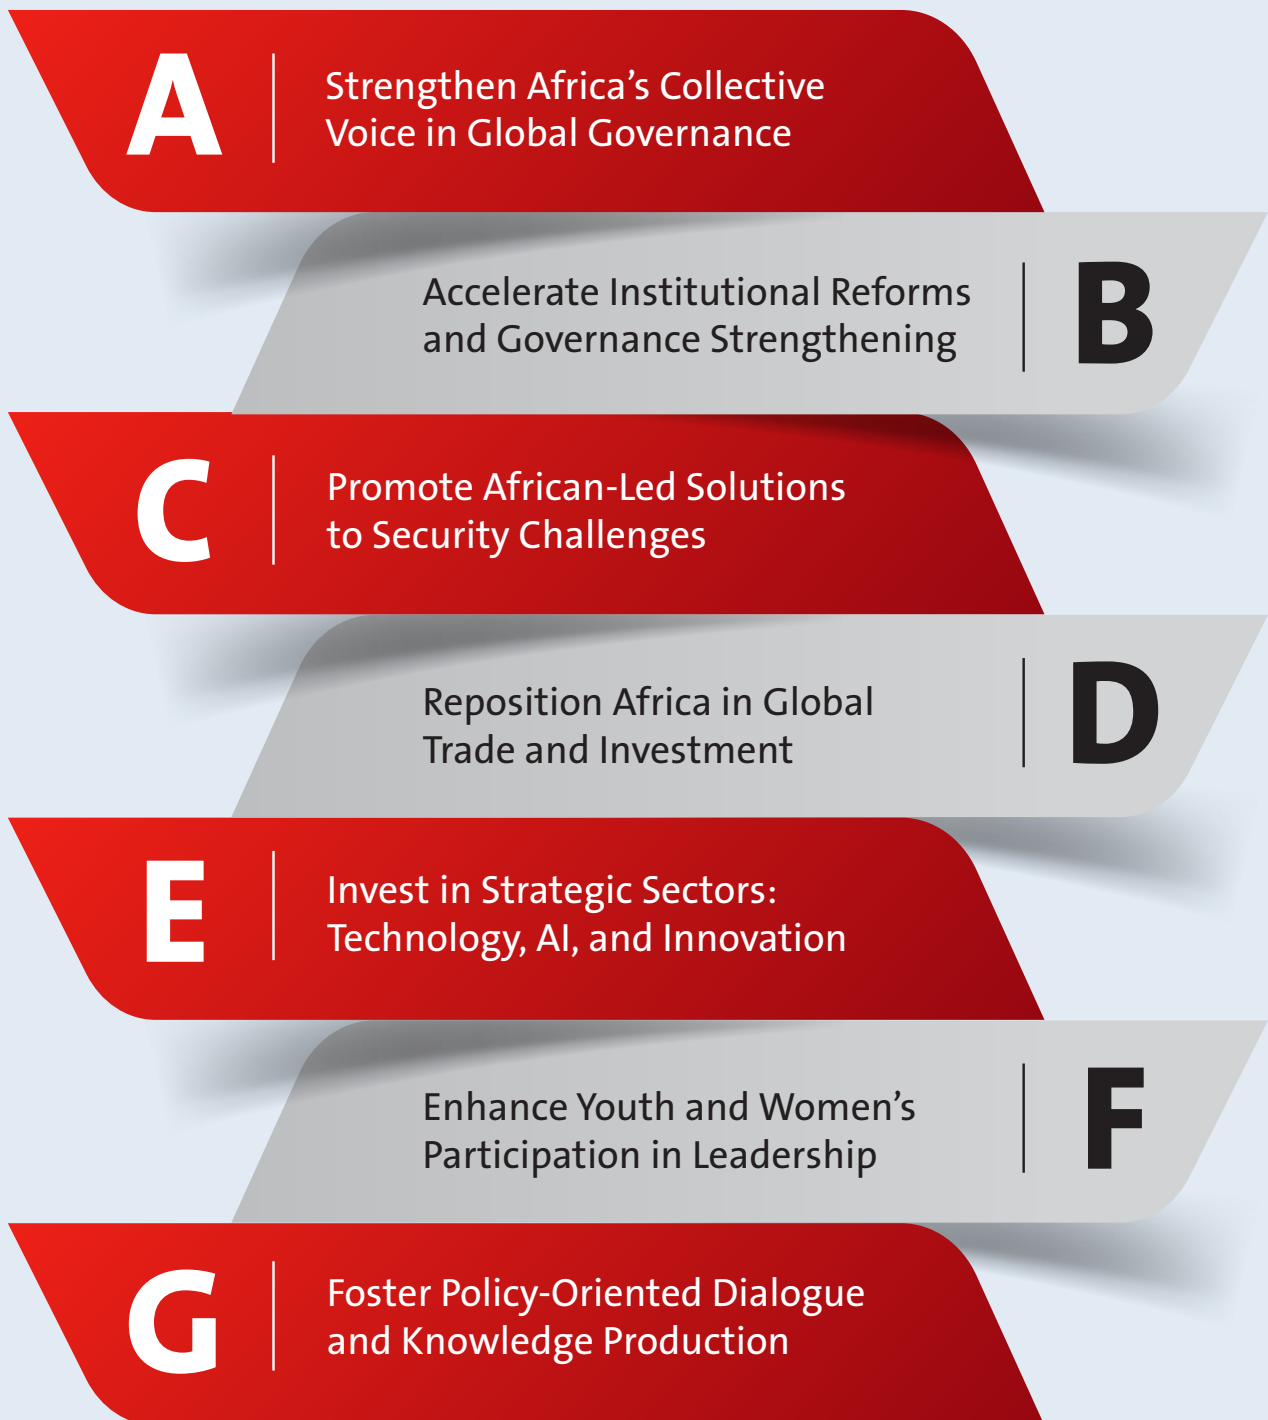 A
Strengthen Africa’s Collective
Voice in Global Governance
Accelerate Institutional Reforms
and Governance Strengthening
B
C
Promote African-Led Solutions
to Security Challenges
Reposition Africa in Global
Trade and Investment
D
E
Invest in Strategic Sectors:
Technology, AI, and Innovation
Enhance Youth and Women’s
Participation in Leadership
F
G
Foster Policy-Oriented Dialogue
and Knowledge Production